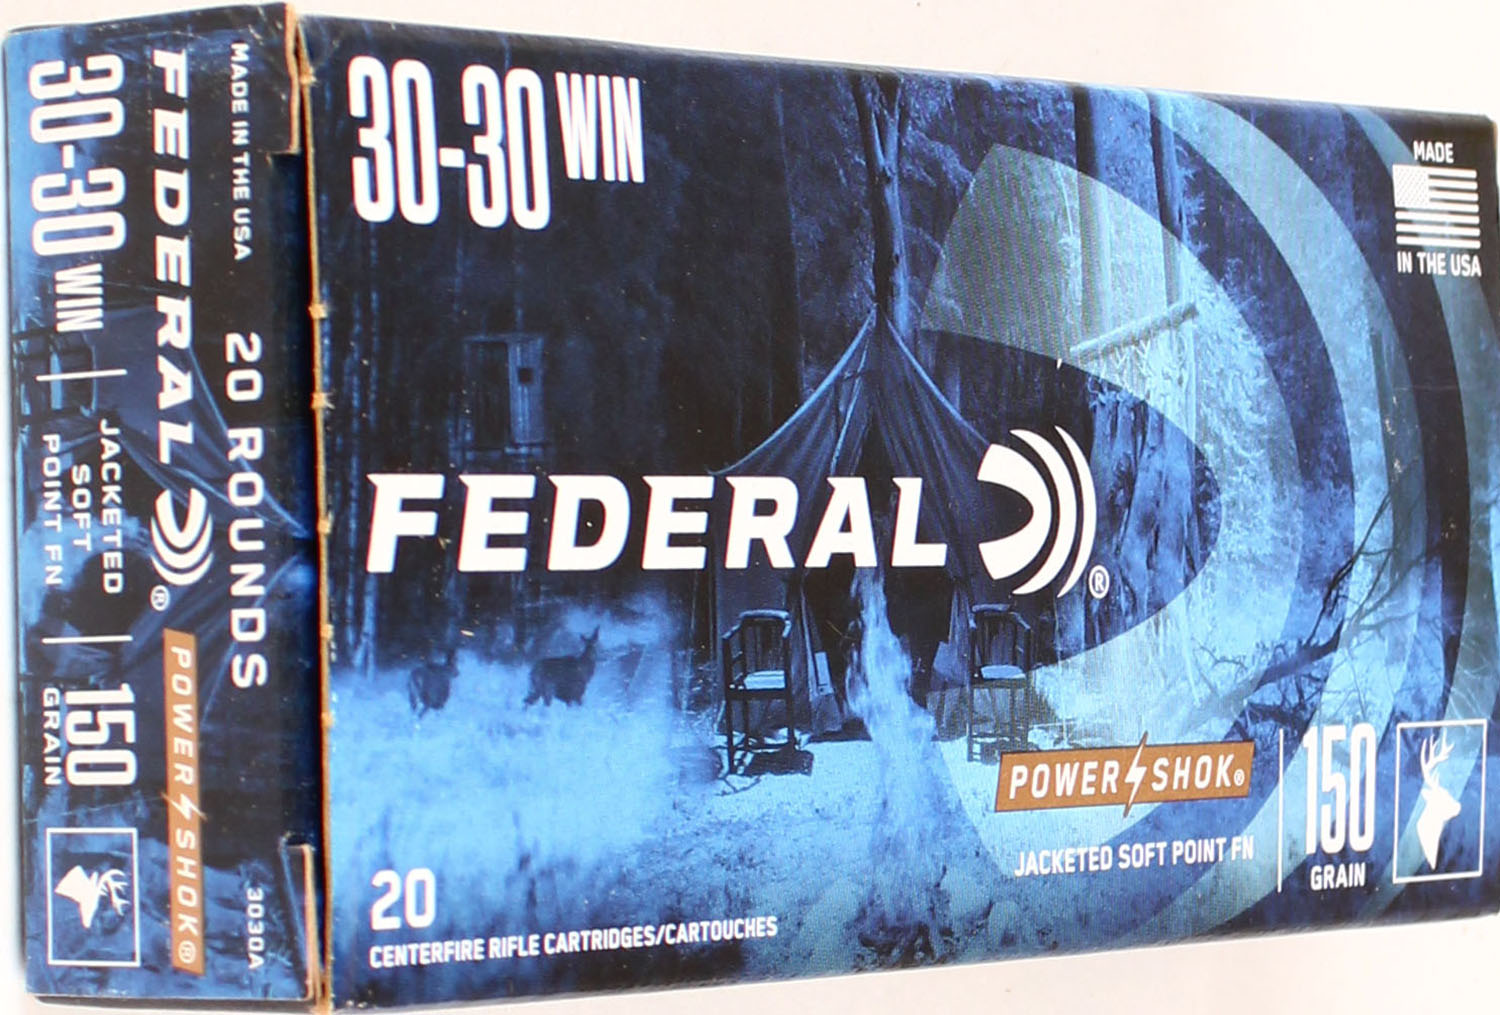 30-30 WIN
MADE
IN THE USA
FEDERAL ®
POWER SHOK®
JACKETED SOFT POINT FN
150
GRAIN
20
CENTERFIRE RIFLE CARTRIDGES/CARTOUCHES
MADE IN THE USA 20 ROUNDS 3030A
FEDERAL ® POWER SHOK®
30-30 WIN
JACKETED
SOFT
POINT FN
150
GRAIN